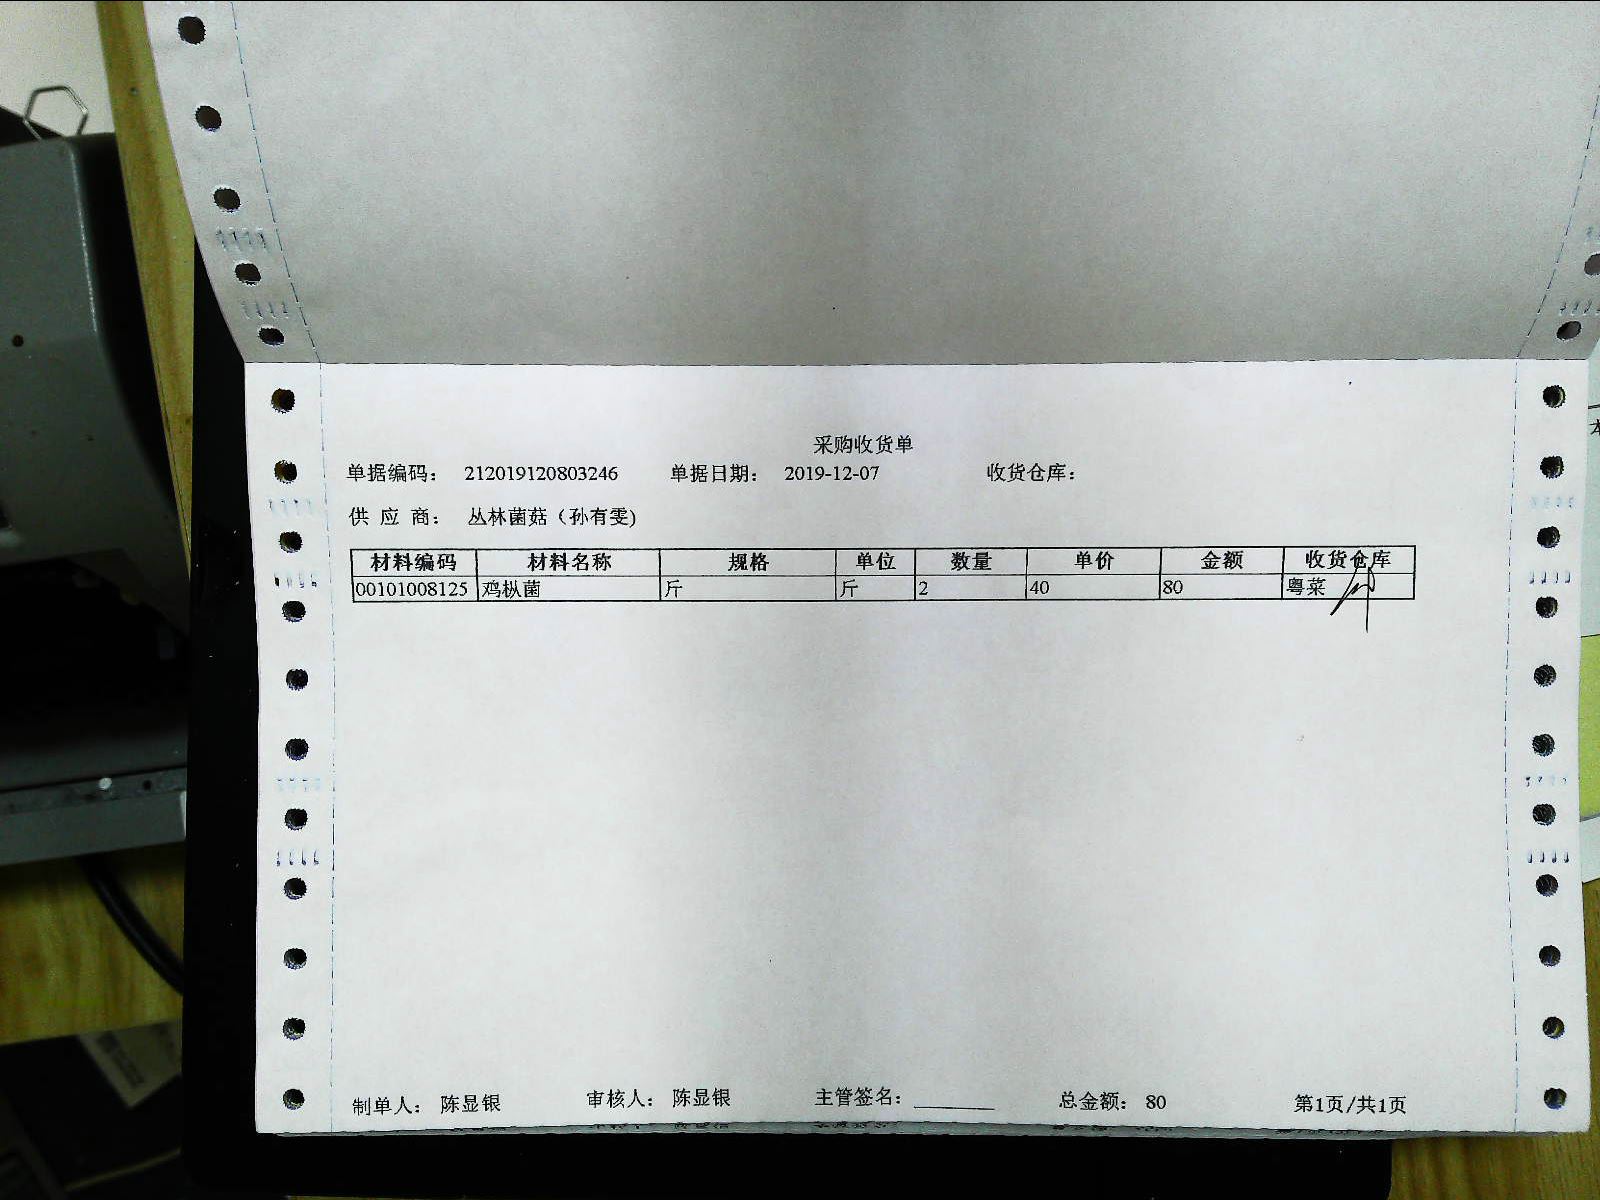 采购收货单
单据编码： 212019120803246 单据日期： 2019-12-07 收货仓库：
供 应 商： 丛林菌菇（孙有雯)
材料编码 材料名称 规格 单位 数量 单价 金额 收货仓库
00101008125 鸡枞菌 斤 斤 2 40 80 粤菜
制单人： 陈显银 审核人： 陈显银 主管签名：________ 总金额： 80 第1页/共1页